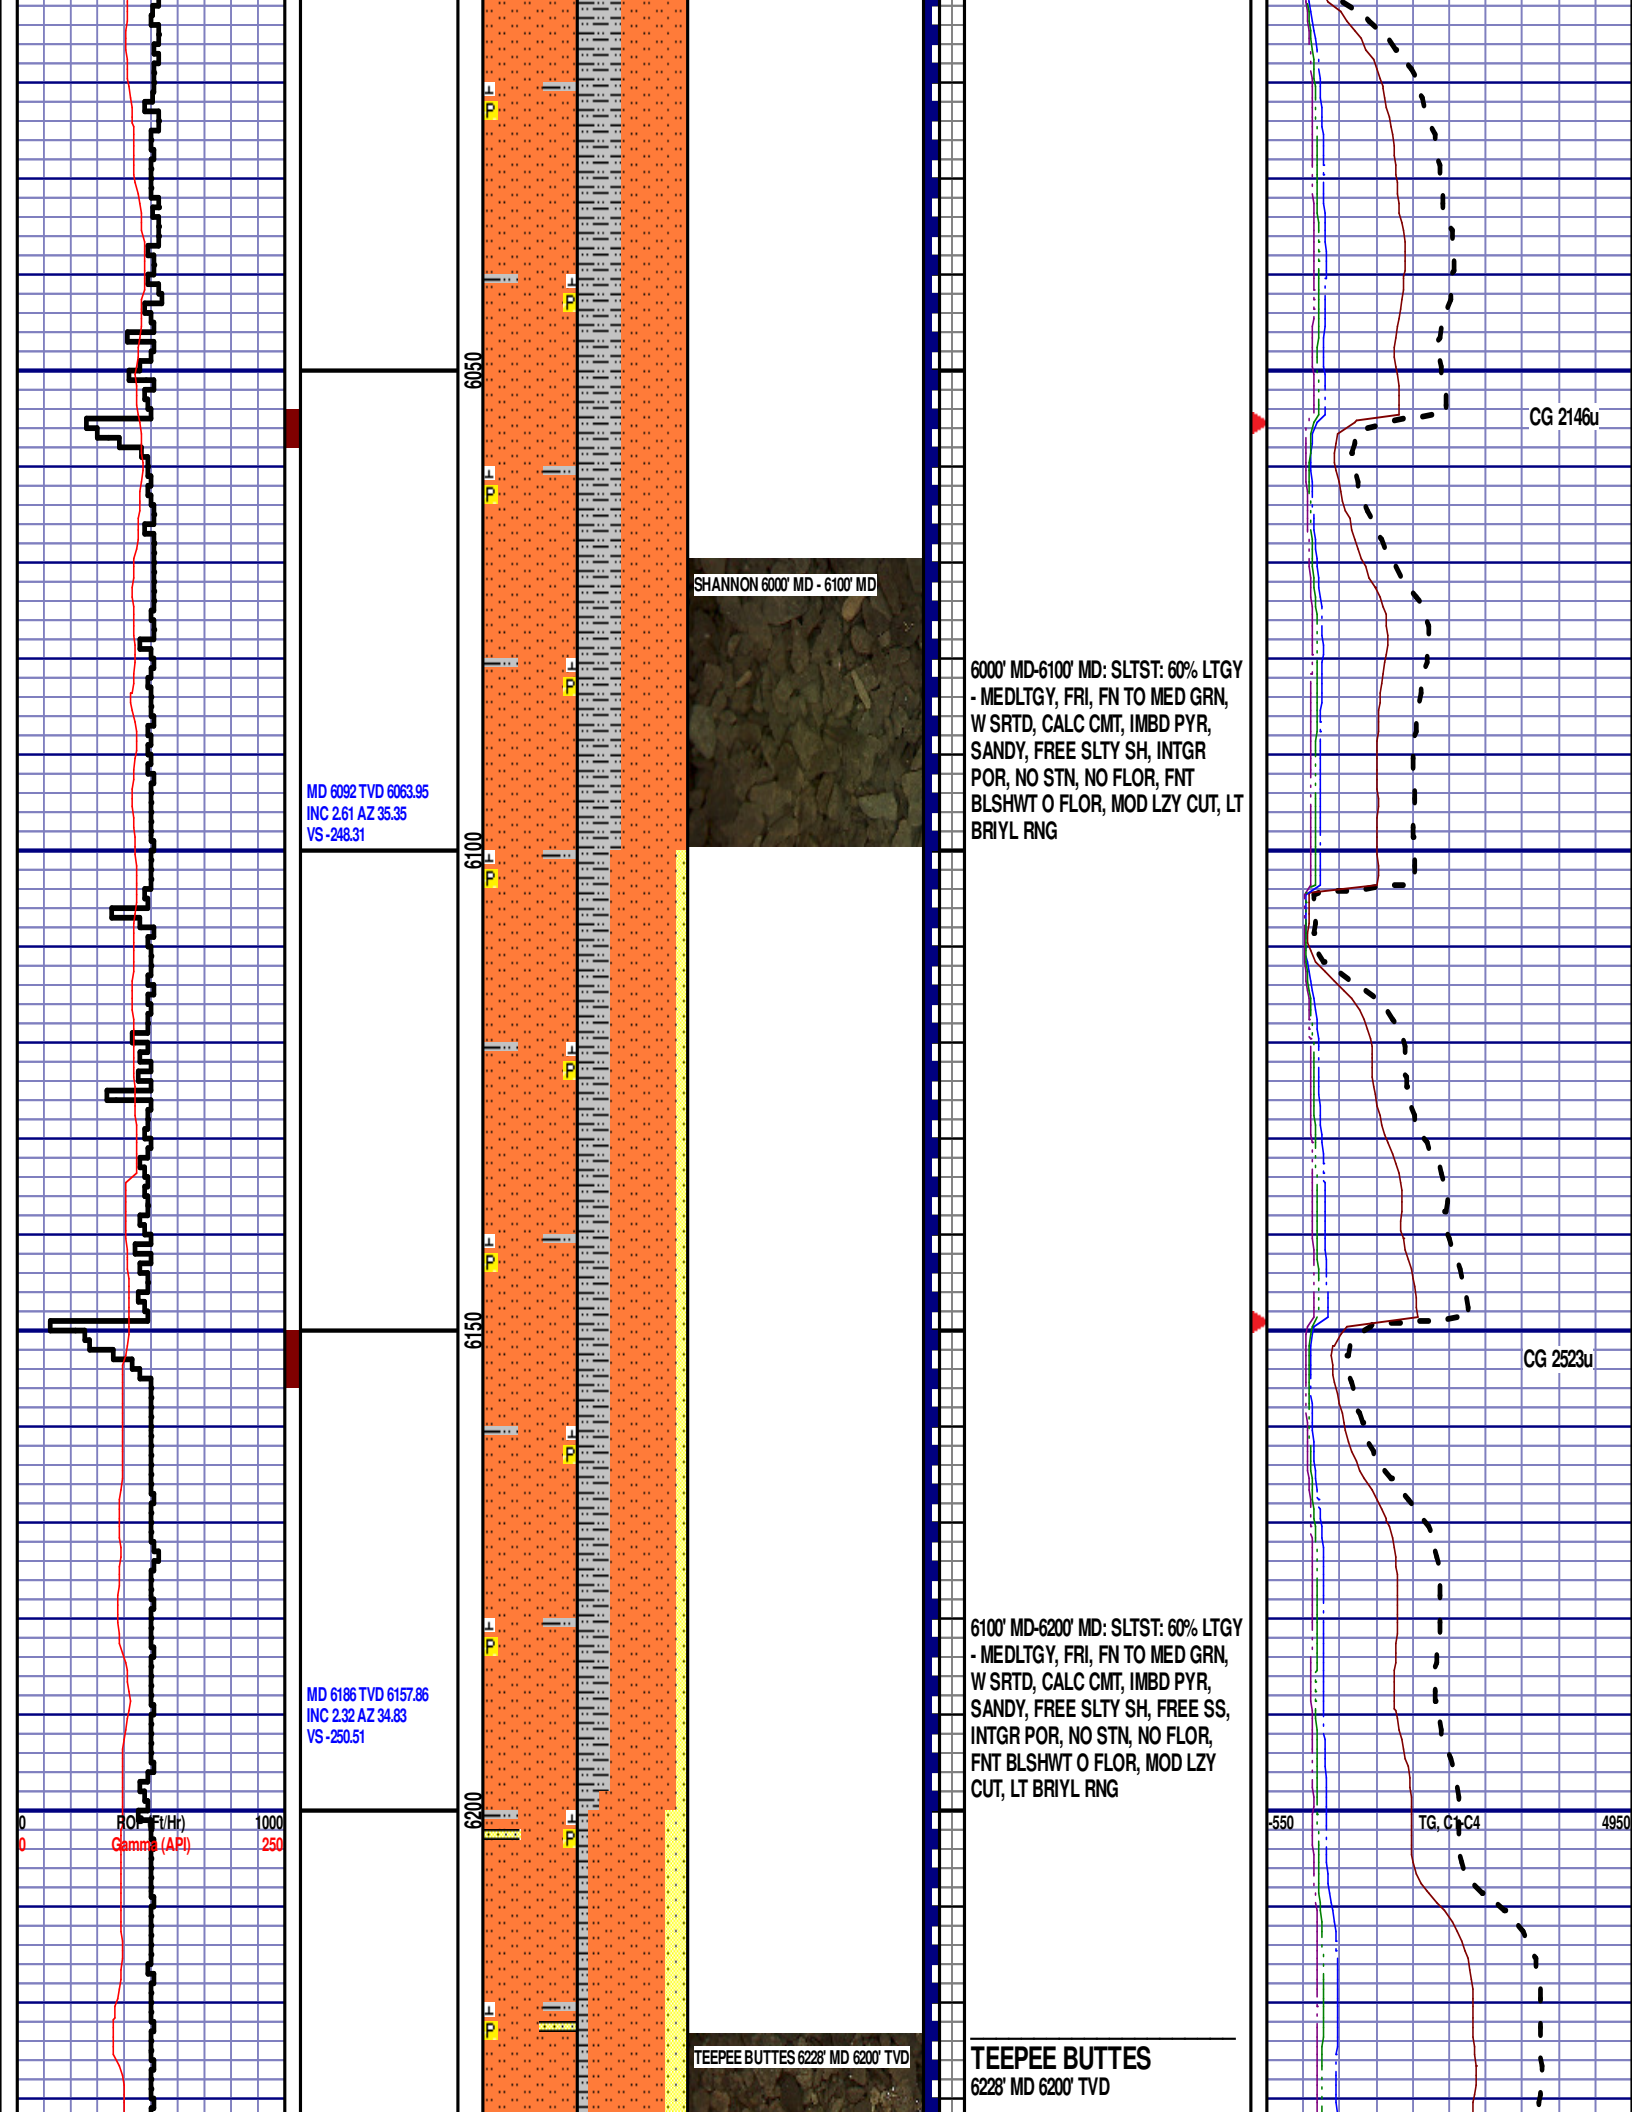 P
P
6050
CG 2146u
P
SHANNON 6000' MD - 6100' MD
6000' MD-6100' MD: SLTST: 60% LTGY
- MEDLTGY, FRI, FN TO MED GRN,
W SRTD, CALC CMT, IMBD PYR,
SANDY, FREE SLTY SH, INTGR
POR, NO STN, NO FLOR, FNT
BLSHWT O FLOR, MOD LZY CUT, LT
BRIYL RNG
P
MD 6092 TVD 6063.95
INC 2.61 AZ 35.35
VS -248.31
6100
P
P
P
6150
CG 2523u
P
P
6100' MD-6200' MD: SLTST: 60% LTGY
- MEDLTGY, FRI, FN TO MED GRN,
W SRTD, CALC CMT, IMBD PYR,
SANDY, FREE SLTY SH, FREE SS,
INTGR POR, NO STN, NO FLOR,
FNT BLSHWT O FLOR, MOD LZY
CUT, LT BRIYL RNG
MD 6186 TVD 6157.86
INC 2.32 AZ 34.83
VS -250.51
6200
0 ROP (Ft/Hr) 1000
0 Gamma (API) 250
P
-550 TG, C1-C4 4950
P
TEEPEE BUTTES 6228' MD 6200' TVD
TEEPEE BUTTES
6228' MD 6200' TVD